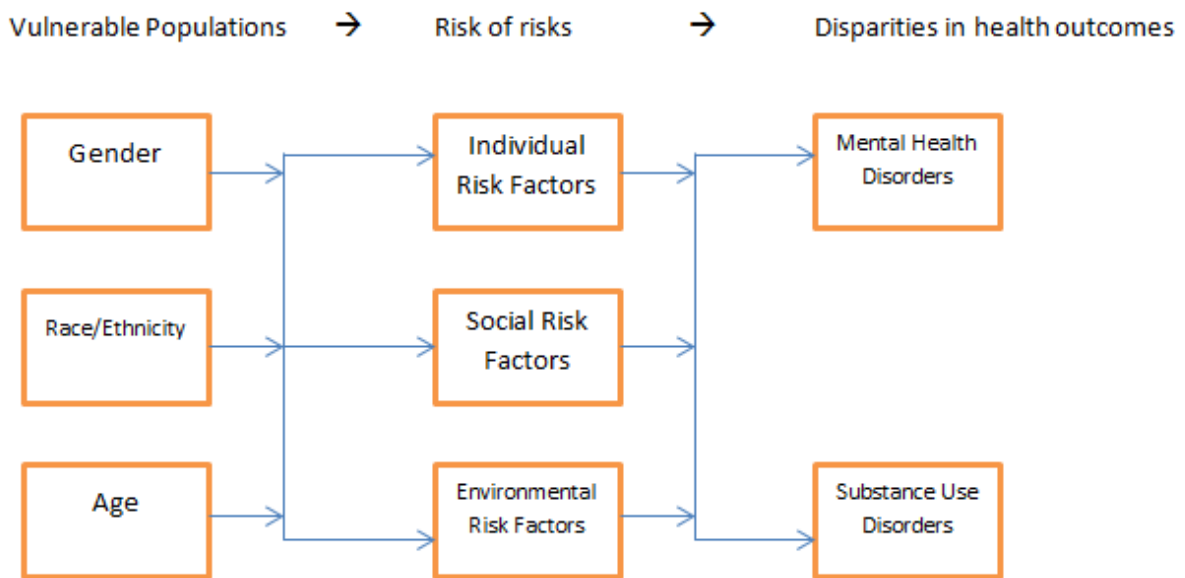 Vulnerable Populations → Risk of risks → Disparities in health outcomes
Gender
Individual
Risk Factors
Mental Health
Disorders
Race/Ethnicity
Social Risk
Factors
Age
Environmental
Risk Factors
Substance Use
Disorders